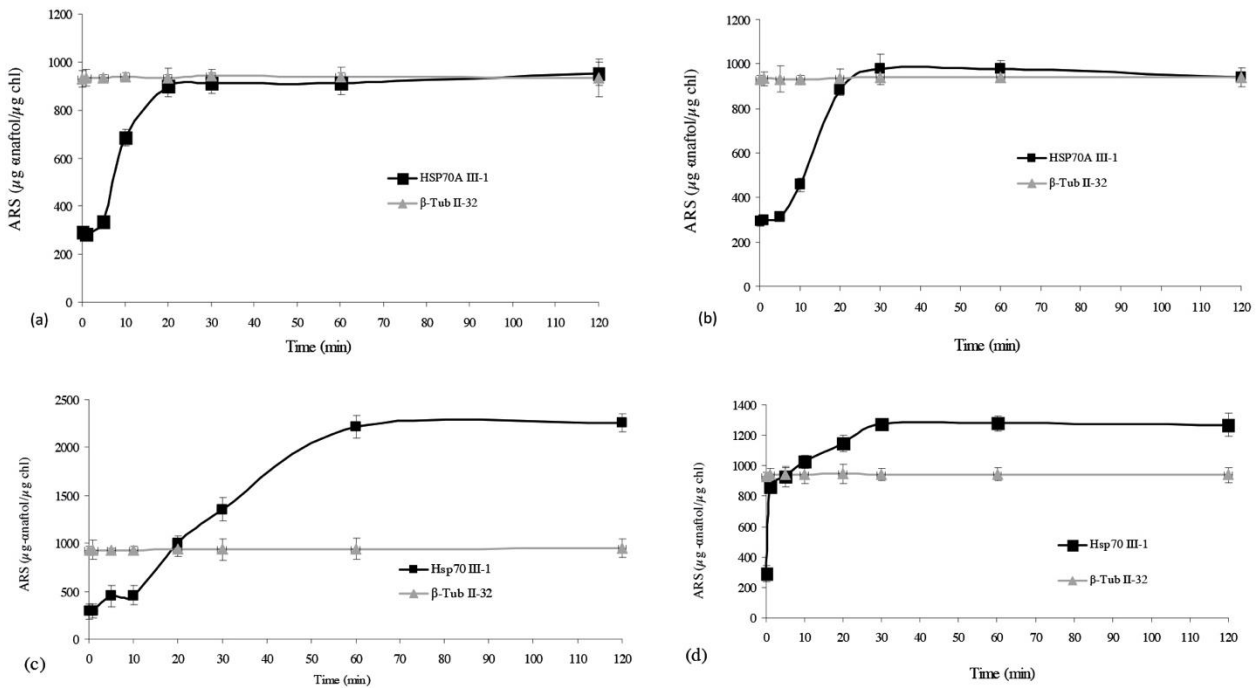 1200
1000
800
600
400
200
0
ARS (µg αnaftol/µg chl)
HSP70A III-1
β-Tub II-32
0 10 20 30 40 50 60 70 80 90 100 110 120
Time (min)
(a)
1200
1000
800
600
400
200
0
ARS (µg αnaftol/µg chl)
HSP70A III-1
β-Tub II-32
0 10 20 30 40 50 60 70 80 90 100 110 120
Time (min)
(b)
2500
2000
1500
1000
500
0
ARS (µg-αnaftol/µg chl)
Hsp70 III-1
β-Tub II-32
0 10 20 30 40 50 60 70 80 90 100 110 120
Time (min)
(c)
1400
1200
1000
800
600
400
200
0
ARS (µg-αnaftol/µg chl)
Hsp70 III-1
β-Tub II-32
0 10 20 30 40 50 60 70 80 90 100 110 120
Time (min)
(d)